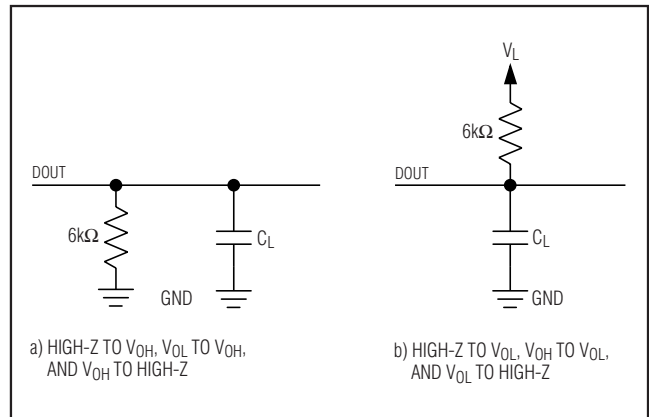 DOUT
6kΩ
C_L
GND
a) HIGH-Z TO V_OH, V_OL TO V_OH,
AND V_OH TO HIGH-Z
V_L
6kΩ
DOUT
C_L
GND
b) HIGH-Z TO V_OL, V_OH TO V_OL,
AND V_OL TO HIGH-Z